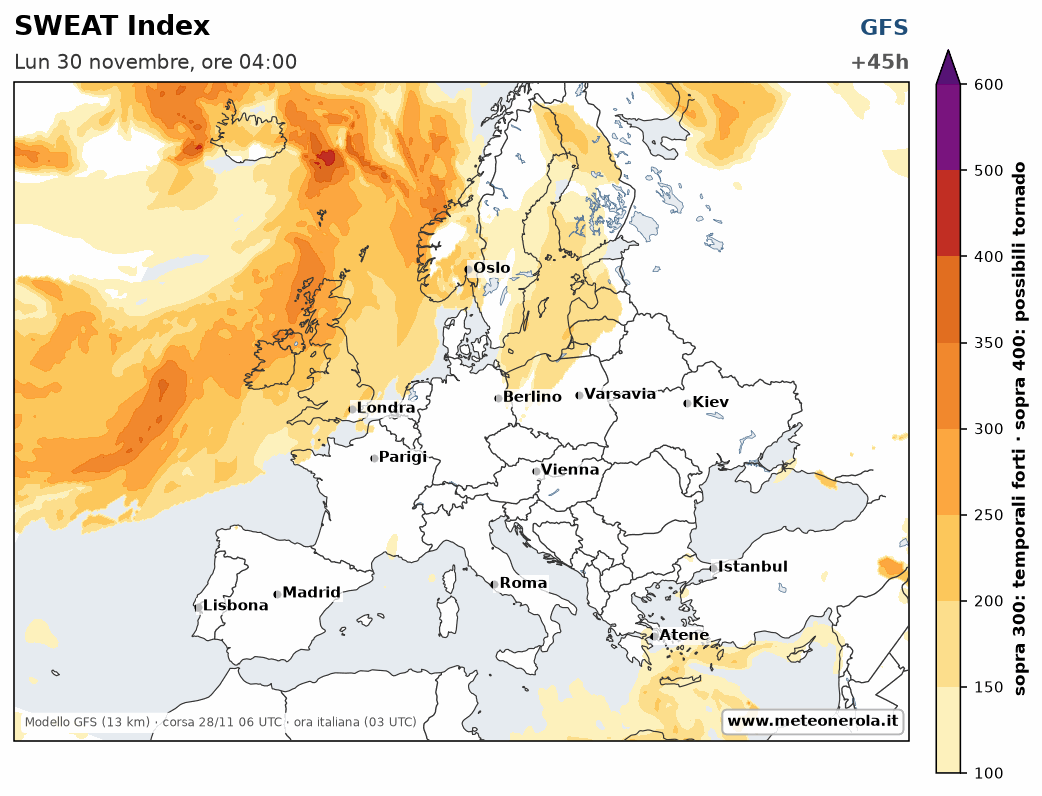 SWEAT Index
GFS
Lun 30 novembre, ore 04:00
+45h
600
500
400
350
300
250
200
150
100
sopra 300: temporali forti · sopra 400: possibili tornado
Oslo
Berlino
Varsavia
Kiev
Londra
Parigi
Vienna
Istanbul
Roma
Madrid
Lisbona
Atene
Modello GFS (13 km) · corsa 28/11 06 UTC · ora italiana (03 UTC)
www.meteonerola.it